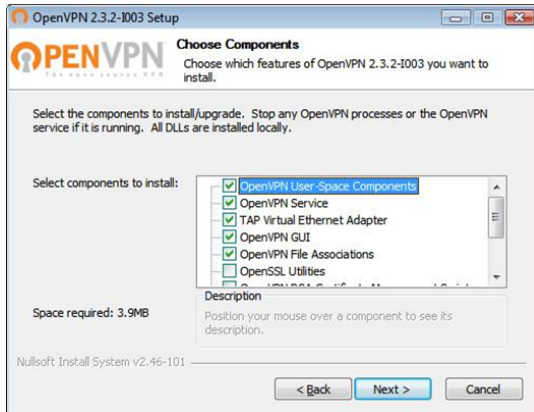 OpenVPN 2.3.2-I003 Setup
OPENVPN
The open source VPN
Choose Components
Choose which features of OpenVPN 2.3.2-I003 you want to
install.
Select the components to install/upgrade. Stop any OpenVPN processes or the OpenVPN
service if it is running. All DLLs are installed locally.
Select components to install:
OpenVPN User-Space Components
OpenVPN Service
TAP Virtual Ethernet Adapter
OpenVPN GUI
OpenVPN File Associations
OpenSSL Utilities
Space required: 3.9MB
Description
Position your mouse over a component to see its
description.
Nullsoft Install System v2.46-101
< Back
Next >
Cancel